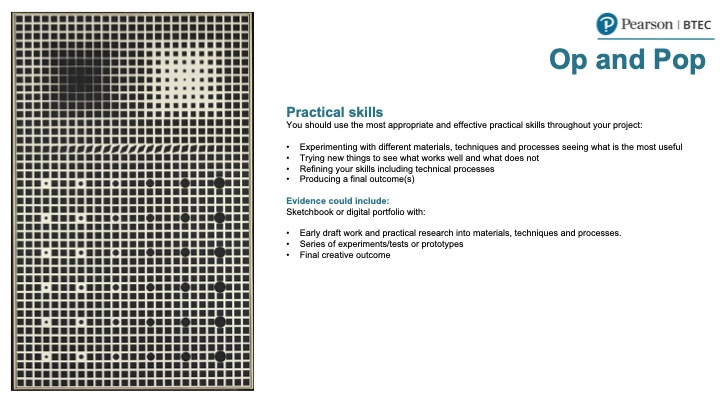 Pearson | BTEC
Op and Pop
Practical skills
You should use the most appropriate and effective practical skills throughout your project:
• Experimenting with different materials, techniques and processes seeing what is the most useful
• Trying new things to see what works well and what does not
• Refining your skills including technical processes
• Producing a final outcome(s)
Evidence could include:
Sketchbook or digital portfolio with:
• Early draft work and practical research into materials, techniques and processes.
• Series of experiments/tests or prototypes
• Final creative outcome